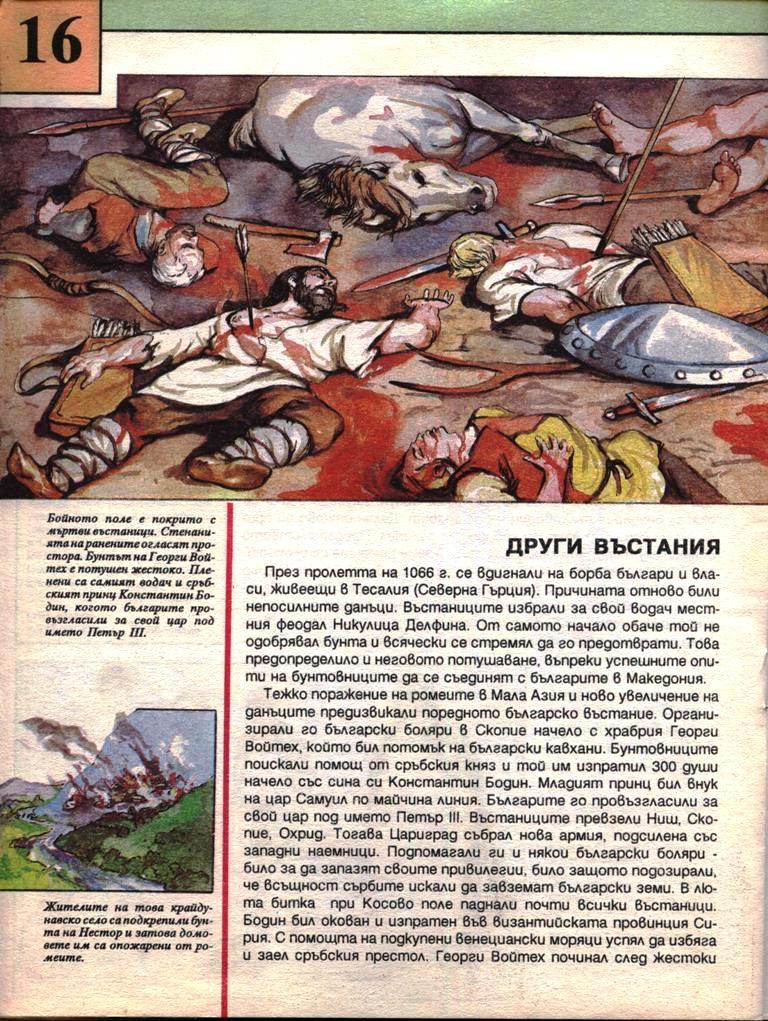 16
Бойното поле е покрито с
мъртви въстаници. Стенани-
ята на ранените огласят про-
стора. Бунтът на Георги Вой-
тех е потушен жестоко. Пле-
нени са самият водач и сръб-
ският принц Константин Бо-
дин, когото българите про-
възгласили за свой цар под
името Петър III.
Жителите на това крайду-
навско село са подкрепили бун-
та на Нестор и затова домо-
вете им са опожарени от ро-
меите.
ДРУГИ ВЪСТАНИЯ
През пролетта на 1066 г. се вдигнали на борба българи и вла-
си, живеещи в Тесалия (Северна Гърция). Причината отново били
непосилните данъци. Въстаниците избрали за свой водач мест-
ния феодал Никулица Делфина. От самото начало обаче той не
одобрявал бунта и всячески се стремял да го предотврати. Това
предопределило и неговото потушаване, въпреки успешните опи-
ти на бунтовниците да се съединят с българите в Македония.
Тежко поражение на ромеите в Мала Азия и ново увеличение на
данъците предизвикали поредното българско въстание. Органи-
зирали го български боляри в Скопие начело с храбрия Георги
Войтех, който бил потомък на български кавхани. Бунтовниците
поискали помощ от сръбския княз и той им изпратил 300 души
начело със сина си Константин Бодин. Младият принц бил внук
на цар Самуил по майчина линия. Българите го провъзгласили за
свой цар под името Петър III. Въстаниците превзели Ниш, Ско-
пие, Охрид. Тогава Цариград събрал нова армия, подсилена със
западни наемници. Подпомагали ги и някои български боляри -
било за да запазят своите привилегии, било защото подозирали,
че всъщност сърбите искали да завземат български земи. В лю-
та битка при Косово поле паднали почти всички въстаници.
Бодин бил окован и изпратен във византийската провинция Си-
рия. С помощта на подкупени венециански моряци успял да избяга
и заел сръбския престол. Георги Войтех починал след жестоки